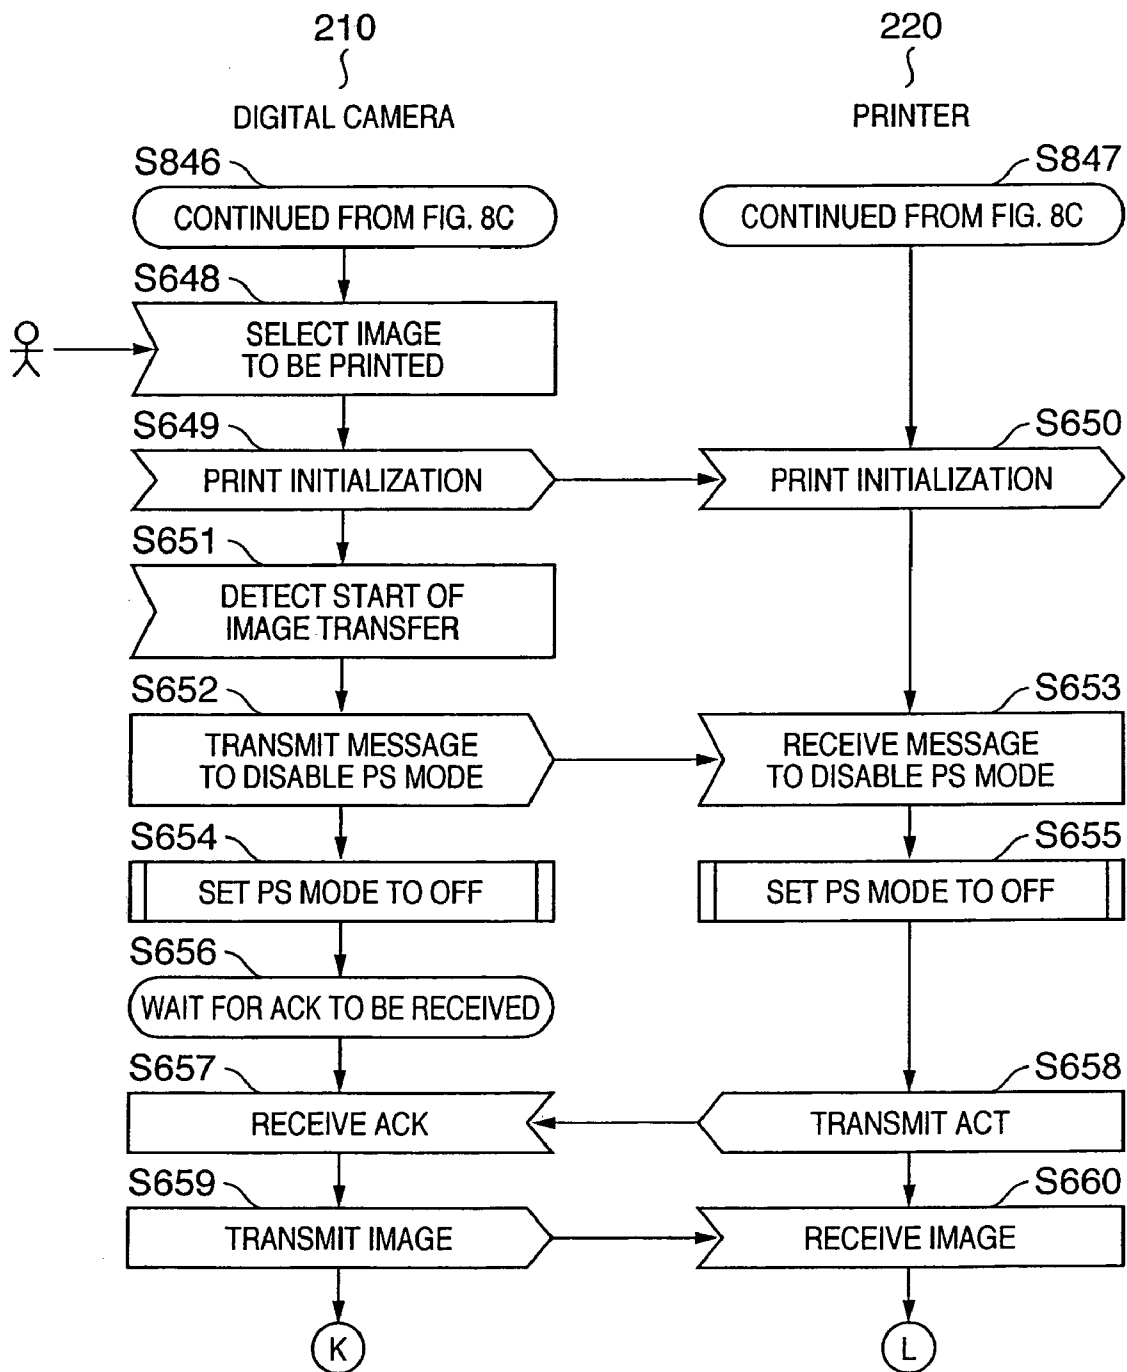 210
220
DIGITAL CAMERA
PRINTER
S846
CONTINUED FROM FIG. 8C
S847
CONTINUED FROM FIG. 8C
S648
SELECT IMAGE
TO BE PRINTED
S649
PRINT INITIALIZATION
S650
PRINT INITIALIZATION
S651
DETECT START OF
IMAGE TRANSFER
S652
TRANSMIT MESSAGE
TO DISABLE PS MODE
S653
RECEIVE MESSAGE
TO DISABLE PS MODE
S654
SET PS MODE TO OFF
S655
SET PS MODE TO OFF
S656
WAIT FOR ACK TO BE RECEIVED
S657
RECEIVE ACK
S658
TRANSMIT ACT
S659
TRANSMIT IMAGE
S660
RECEIVE IMAGE
K
L